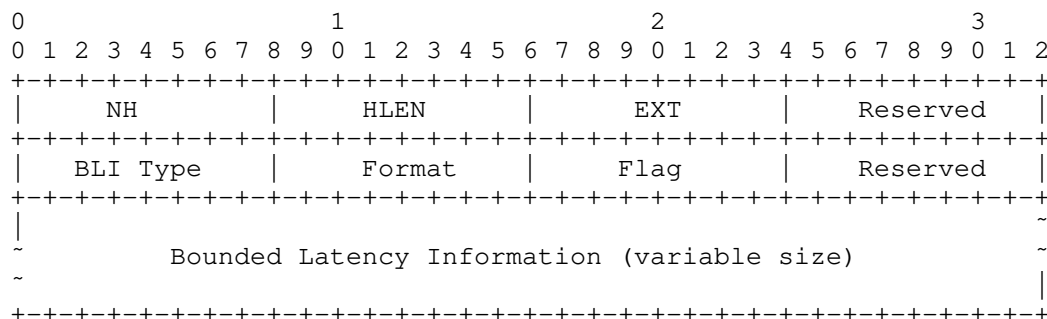 0                   1                   2                   3
0 1 2 3 4 5 6 7 8 9 0 1 2 3 4 5 6 7 8 9 0 1 2 3 4 5 6 7 8 9 0 1 2
+-+-+-+-+-+-+-+-+-+-+-+-+-+-+-+-+-+-+-+-+-+-+-+-+-+-+-+-+-+-+-+-+
|     NH        |     HLEN      |      EXT      |    Reserved   |
+-+-+-+-+-+-+-+-+-+-+-+-+-+-+-+-+-+-+-+-+-+-+-+-+-+-+-+-+-+-+-+-+
|   BLI Type    |     Format    |     Flag      |    Reserved   |
+-+-+-+-+-+-+-+-+-+-+-+-+-+-+-+-+-+-+-+-+-+-+-+-+-+-+-+-+-+-+-+-+
|                                                               ~
~         Bounded Latency Information (variable size)           ~
~                                                               |
+-+-+-+-+-+-+-+-+-+-+-+-+-+-+-+-+-+-+-+-+-+-+-+-+-+-+-+-+-+-+-+-+